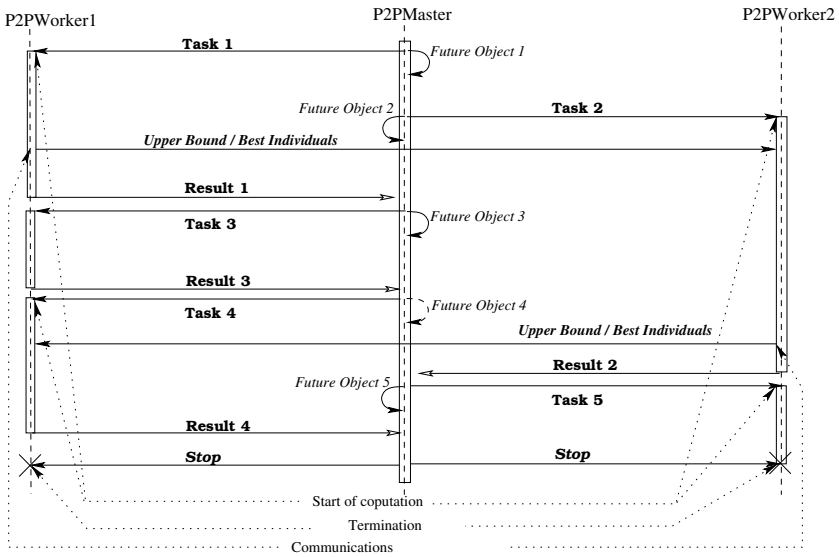 P2PWorker1 P2PMaster P2PWorker2
Task 1
Future Object 1
Future Object 2
Task 2
Upper Bound / Best Individuals
Result 1
Task 3
Future Object 3
Result 3
Task 4
Future Object 4
Upper Bound / Best Individuals
Result 2
Future Object 5
Task 5
Result 4
Stop Stop
Start of coputation
Termination
Communications